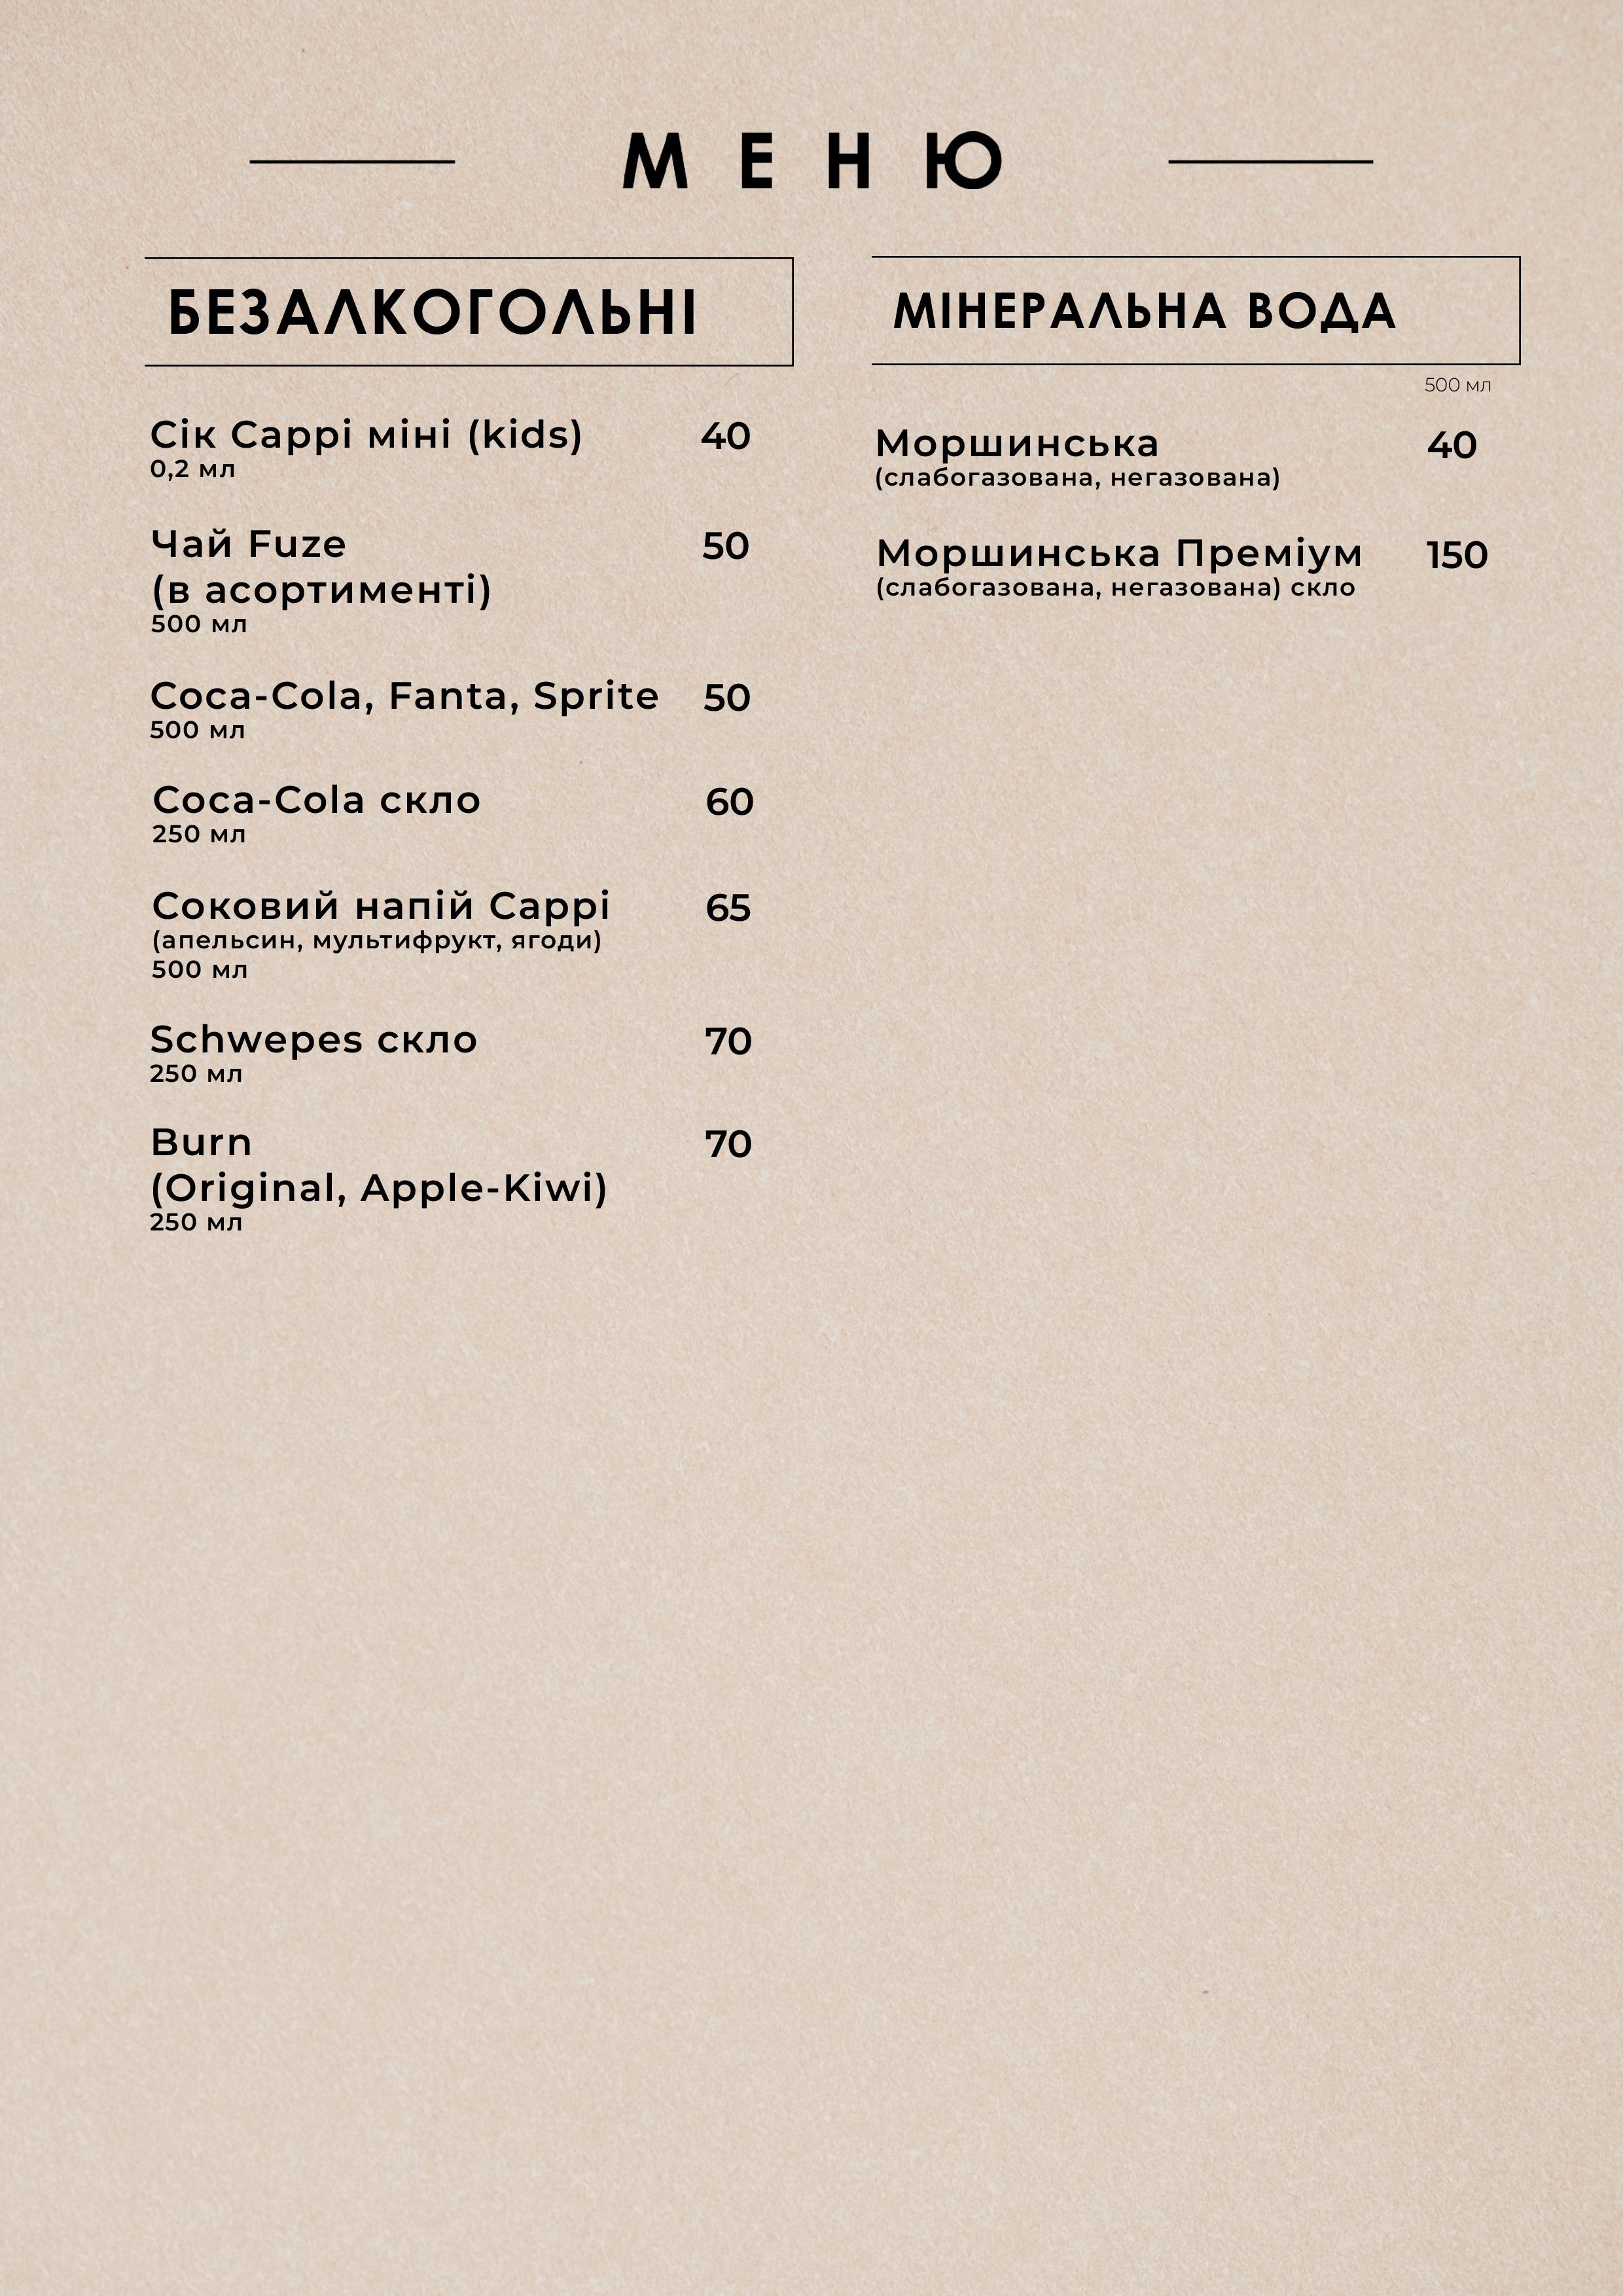 МЕНЮ
БЕЗАЛКОГОЛЬНІ
Сік Cappi міні (kids) 40
0,2 мл
Чай Fuze 50
(в асортименті)
500 мл
Coca-Cola, Fanta, Sprite 50
500 мл
Coca-Cola скло 60
250 мл
Соковий напій Cappi 65
(апельсин, мультифрукт, ягоди)
500 мл
Schwepes скло 70
250 мл
Burn 70
(Original, Apple-Kiwi)
250 мл
МІНЕРАЛЬНА ВОДА
500 мл
Моршинська 40
(слабогазована, негазована)
Моршинська Преміум 150
(слабогазована, негазована) скло